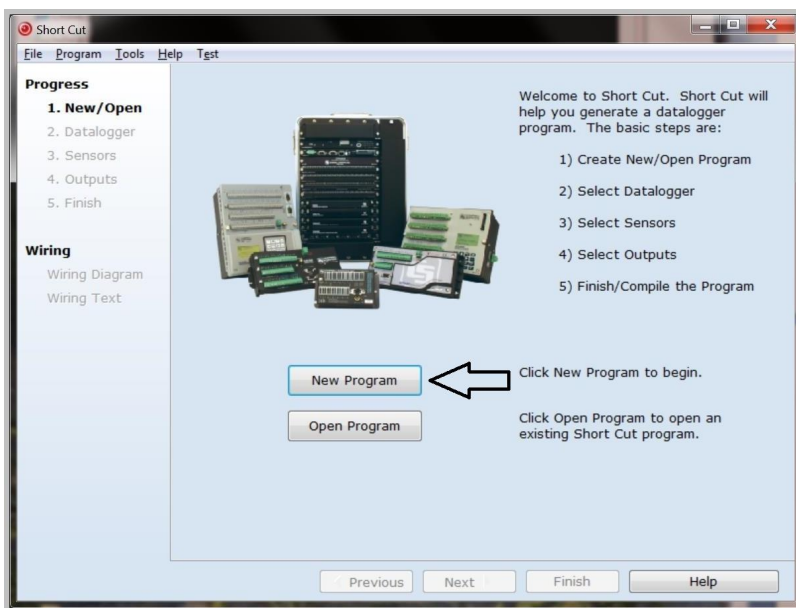 Short Cut
File Program Tools Help Test
Progress
1. New/Open
2. Datalogger
3. Sensors
4. Outputs
5. Finish
Wiring
Wiring Diagram
Wiring Text
Welcome to Short Cut. Short Cut will
help you generate a datalogger
program. The basic steps are:
1) Create New/Open Program
2) Select Datalogger
3) Select Sensors
4) Select Outputs
5) Finish/Compile the Program
New Program
Click New Program to begin.
Open Program
Click Open Program to open an
existing Short Cut program.
Previous Next Finish Help